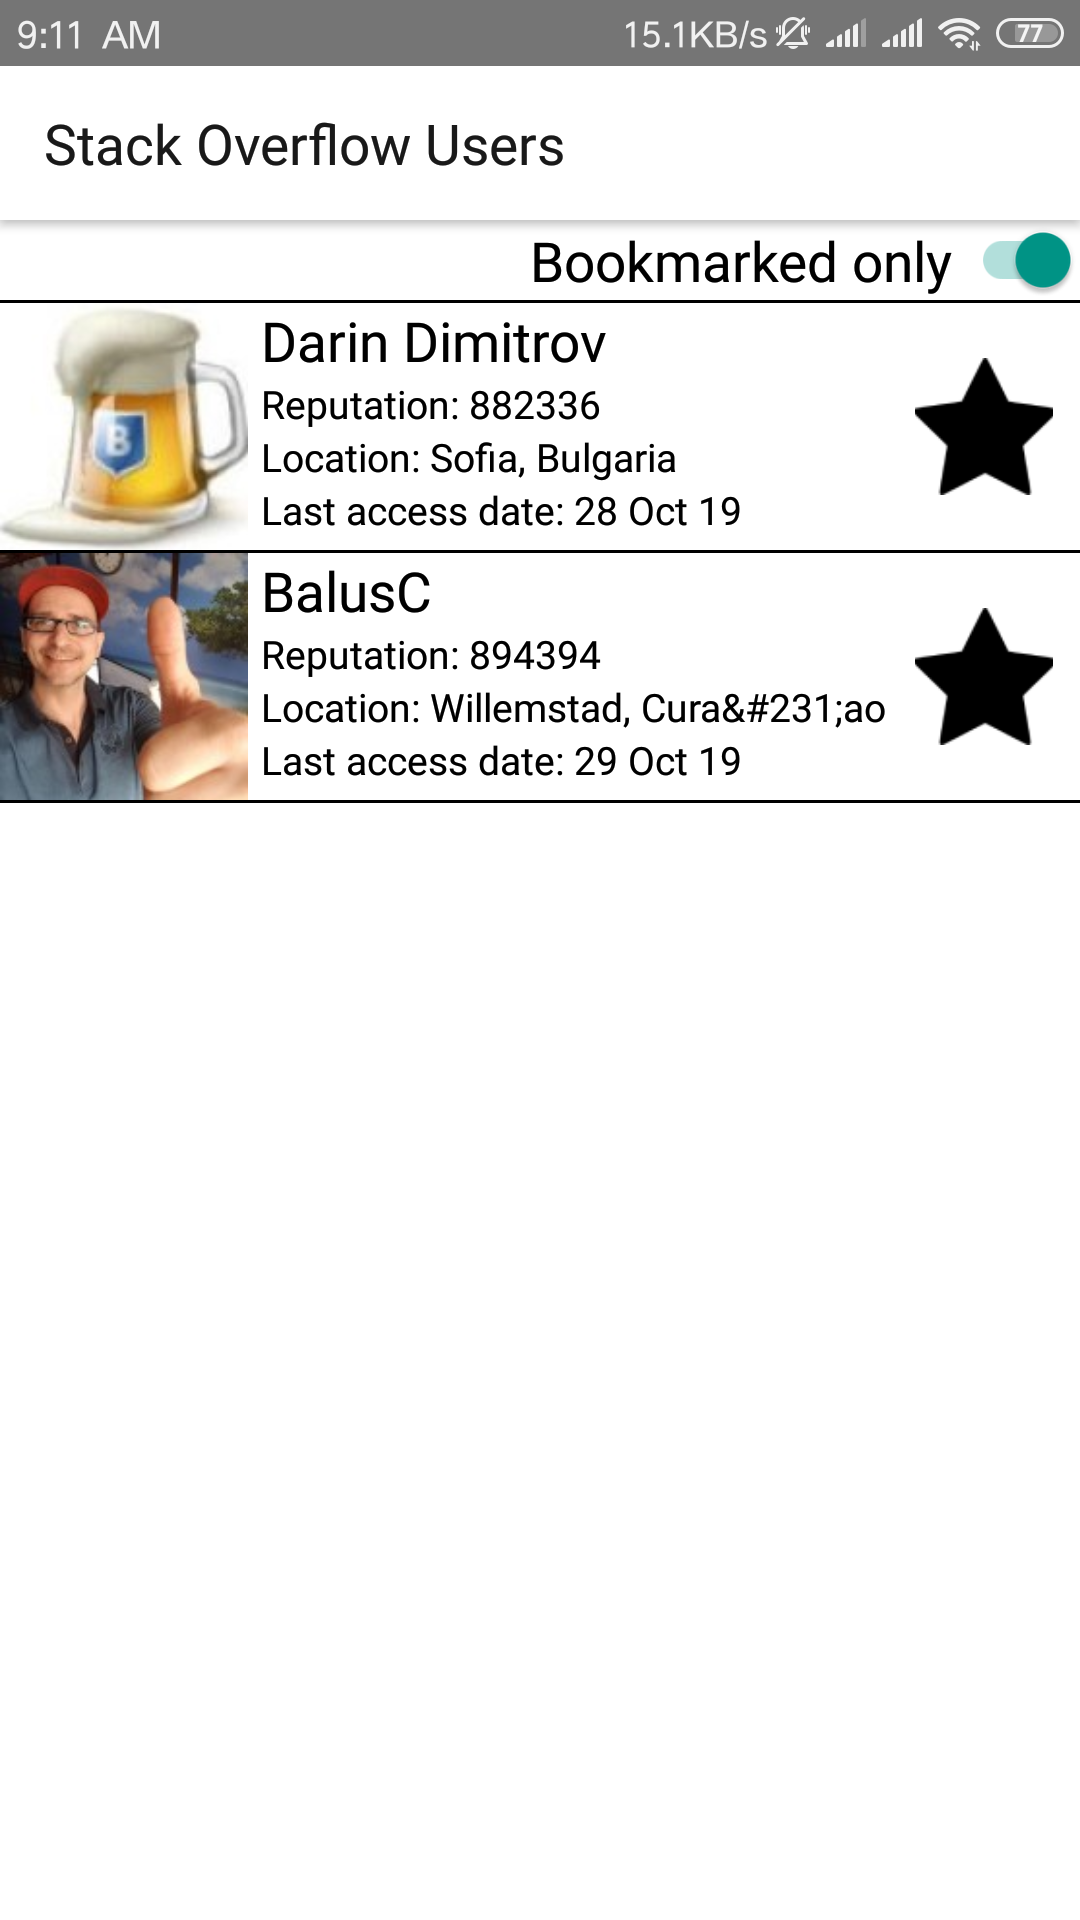 9:11 AM 15.1KB/s 77
Stack Overflow Users
Bookmarked only
B
Darin Dimitrov
Reputation: 882336
Location: Sofia, Bulgaria
Last access date: 28 Oct 19
BalusC
Reputation: 894394
Location: Willemstad, Cura&#231;ao
Last access date: 29 Oct 19